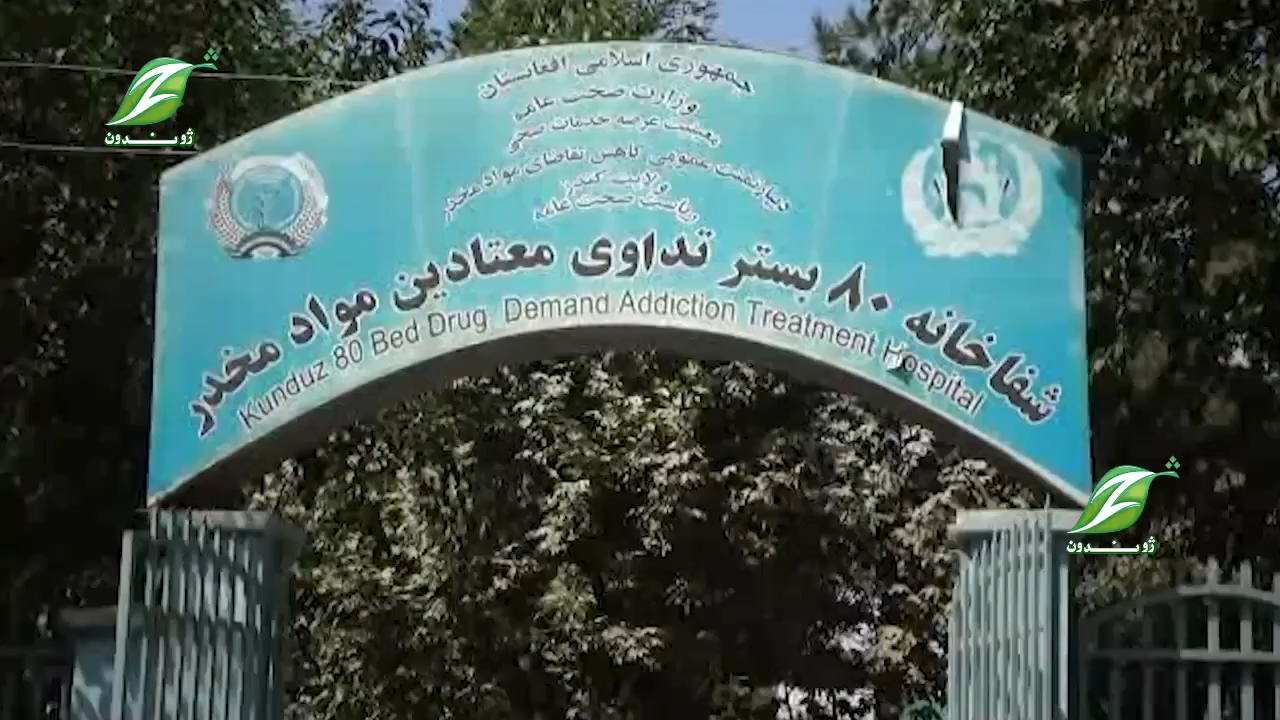 ژوندون
جمهوری اسلامی افغانستان
وزارت صحت عامه
معینیت عرضه خدمات صحی
دیارتمنت عمومی کاهش تقاضای مواد مخدر
ولایت کندز
ریاست صحت عامه
شفاخانه ۸۰ بستر تداوی معتادین مواد مخدر
Kunduz 80 Bed Drug Demand Addiction Treatment Hospital
ژوندون